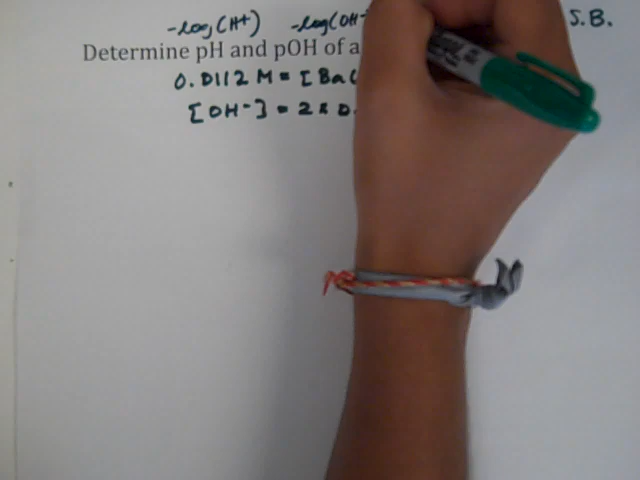 -log(H+) -log(OH- S.B.
Determine pH and pOH of a
0.0112 M = [Ba(
[OH-] = 2 x 0.